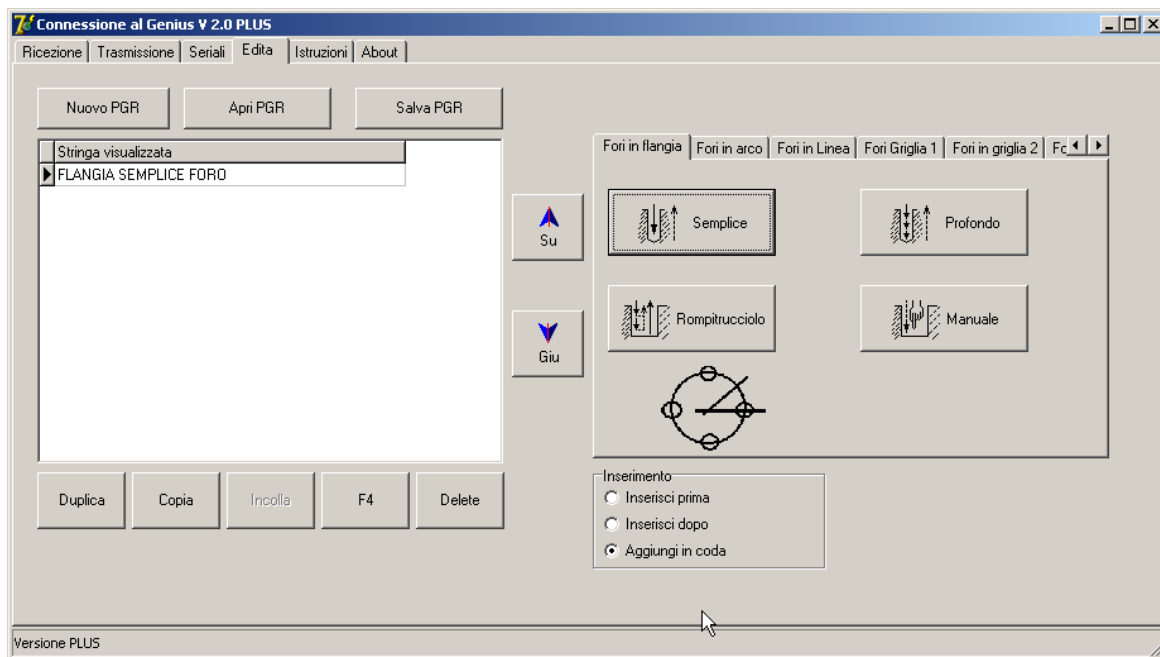 Connessione al Genius V 2.0 PLUS
Ricezione Trasmissione Seriali Edita Istruzioni About
Nuovo PGR Apri PGR Salva PGR
Stringa visualizzata
FLANGIA SEMPLICE FORO
Su
Giu
Fori in flangia Fori in arco Fori in Linea Fori Griglia 1 Fori in griglia 2
Semplice Profondo
Rompitrucciolo Manuale
Duplica Copia Incolla F4 Delete
Inserimento
Inserisci prima
Inserisci dopo
Aggiungi in coda
Versione PLUS